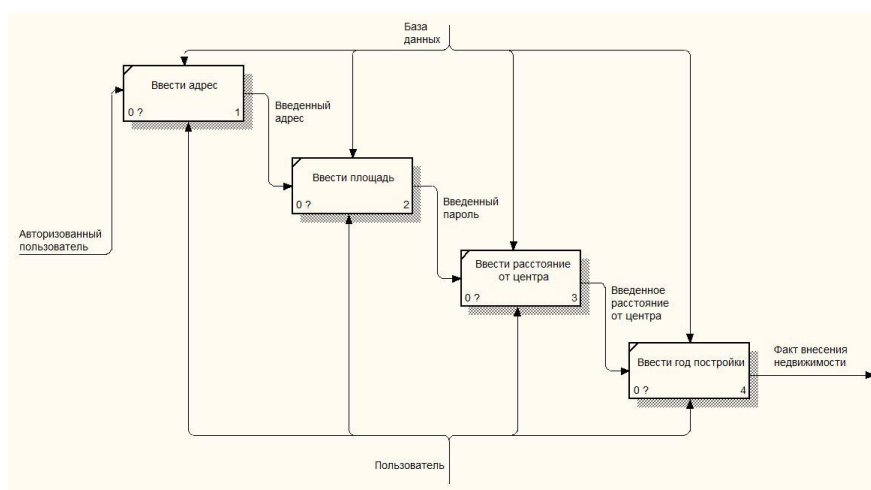 База
данных
Ввести адрес
0 ?
1
Введенный
адрес
Ввести площадь
0 ?
2
Введенный
пароль
Авторизованный
пользователь
Ввести расстояние
от центра
0 ?
3
Введенное
расстояние
от центра
Ввести год постройки
0 ?
4
Факт внесения
недвижимости
Пользователь